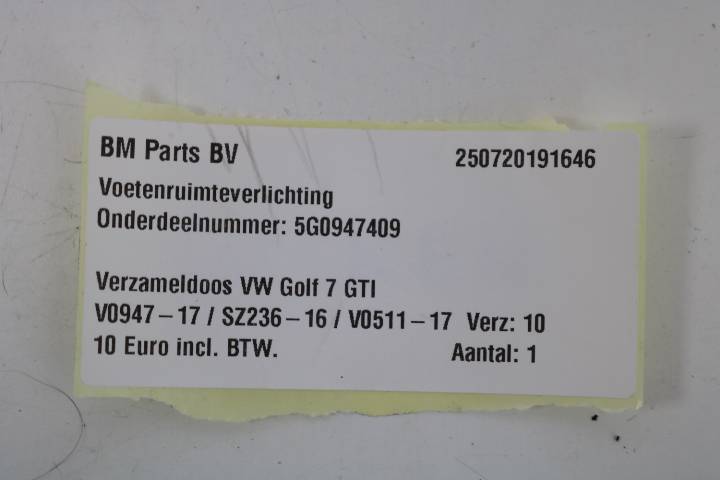 BM Parts BV 250720191646
Voetenruimteverlichting
Onderdeelnummer: 5G0947409
Verzameldoos VW Golf 7 GTI
V0947-17 / SZ236-16 / V0511-17 Verz: 10
10 Euro incl. BTW. Aantal: 1